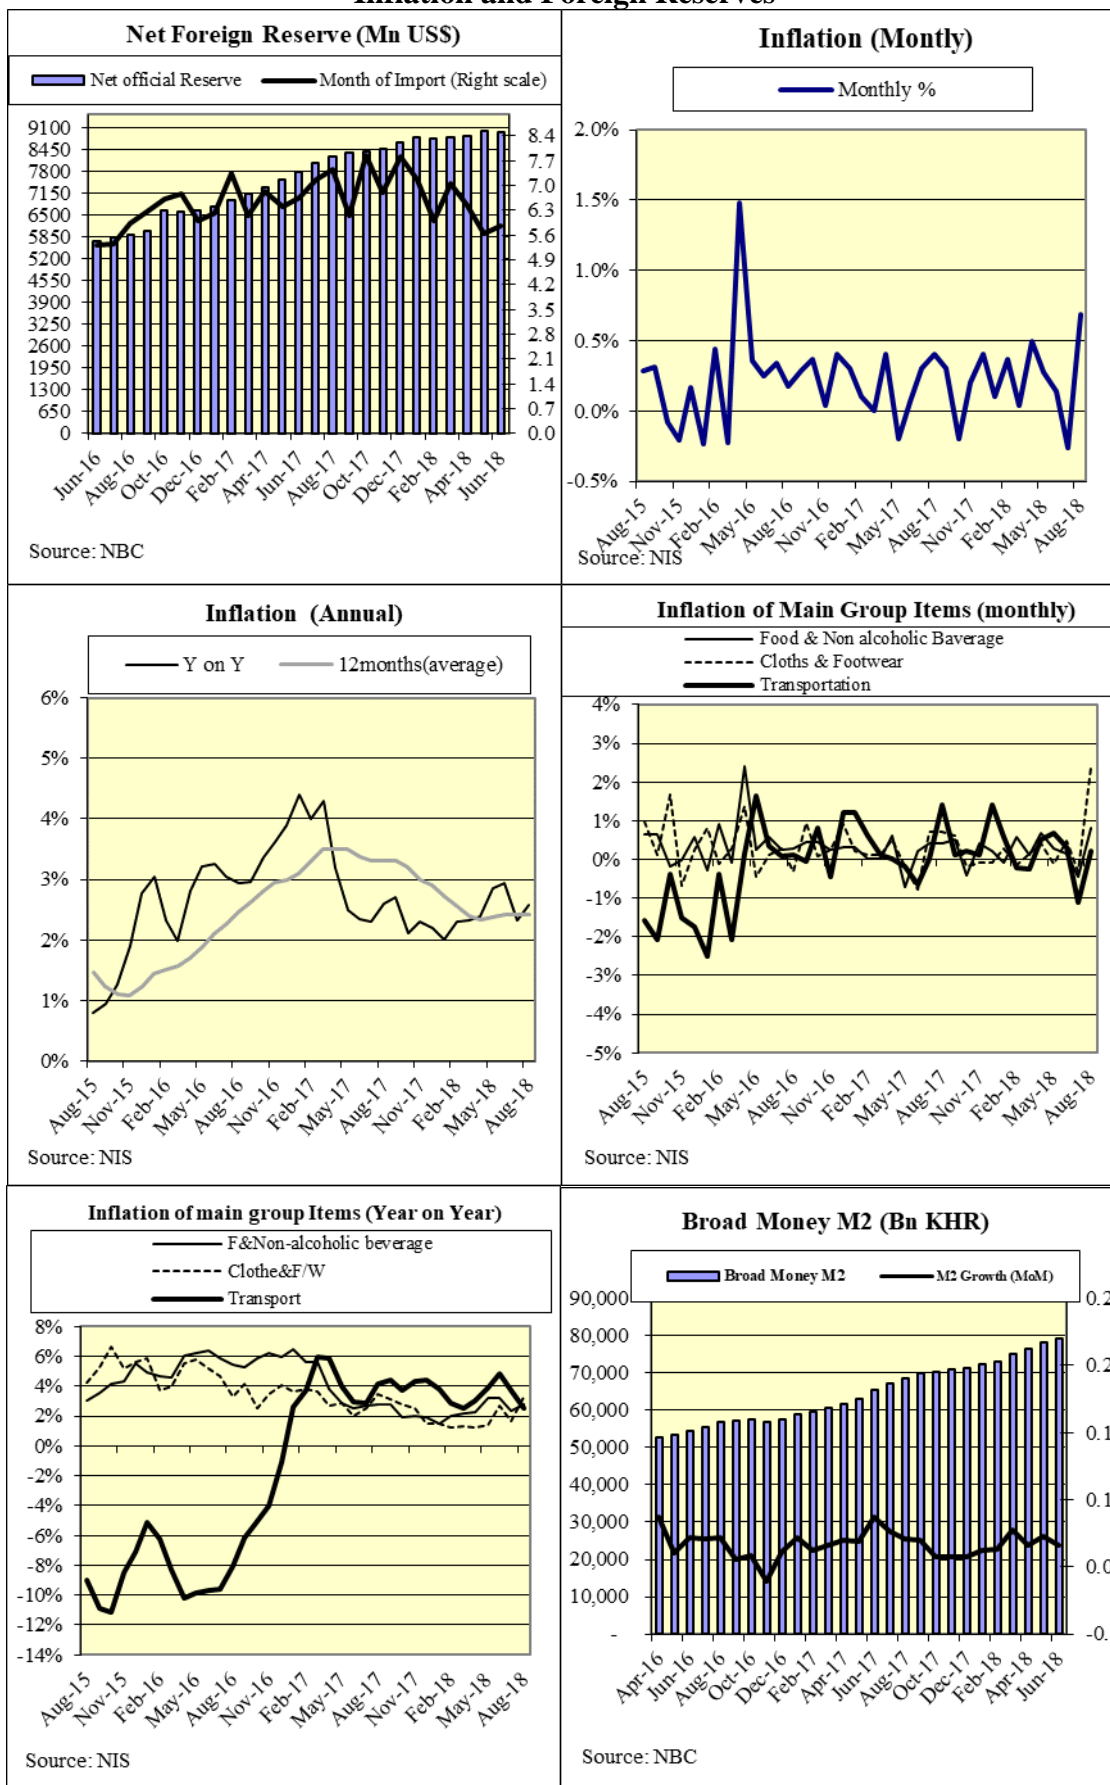 Inflation and Foreign Reserves
Net Foreign Reserve (Mn US$)
Net official Reserve
Month of Import (Right scale)
9100
8450
7800
7150
6500
5850
5200
4550
3900
3250
2600
1950
1300
650
0
8.4
7.7
7.0
6.3
5.6
4.9
4.2
3.5
2.8
2.1
1.4
0.7
0.0
Jun-16
Aug-16
Oct-16
Dec-16
Feb-17
Apr-17
Jun-17
Aug-17
Oct-17
Dec-17
Feb-18
Apr-18
Jun-18
Source: NBC
Inflation (Montly)
Monthly %
2.0%
1.5%
1.0%
0.5%
0.0%
-0.5%
Aug-15
Nov-15
Feb-16
May-16
Aug-16
Nov-16
Feb-17
May-17
Aug-17
Nov-17
Feb-18
May-18
Aug-18
Source: NIS
Inflation (Annual)
Y on Y
12months(average)
6%
5%
4%
3%
2%
1%
0%
Aug-15
Nov-15
Feb-16
May-16
Aug-16
Nov-16
Feb-17
May-17
Aug-17
Nov-17
Feb-18
May-18
Aug-18
Source: NIS
Inflation of Main Group Items (monthly)
Food & Non alcoholic Baverage
Cloths & Footwear
Transportation
4%
3%
2%
1%
0%
-1%
-2%
-3%
-4%
-5%
Aug-15
Nov-15
Feb-16
May-16
Aug-16
Nov-16
Feb-17
May-17
Aug-17
Nov-17
Feb-18
May-18
Aug-18
Source: NIS
Inflation of main group Items (Year on Year)
F&Non-alcoholic beverage
Clothe&F/W
Transport
8%
6%
4%
2%
0%
-2%
-4%
-6%
-8%
-10%
-12%
-14%
Aug-15
Nov-15
Feb-16
May-16
Aug-16
Nov-16
Feb-17
May-17
Aug-17
Nov-17
Feb-18
May-18
Aug-18
Source: NIS
Broad Money M2 (Bn KHR)
Broad Money M2
M2 Growth (MoM)
90,000
80,000
70,000
60,000
50,000
40,000
30,000
20,000
10,000
-
0.2
0.2
0.1
0.1
0.0
-0.
Apr-16
Jun-16
Aug-16
Oct-16
Dec-16
Feb-17
Apr-17
Jun-17
Aug-17
Oct-17
Dec-17
Feb-18
Apr-18
Jun-18
Source: NBC